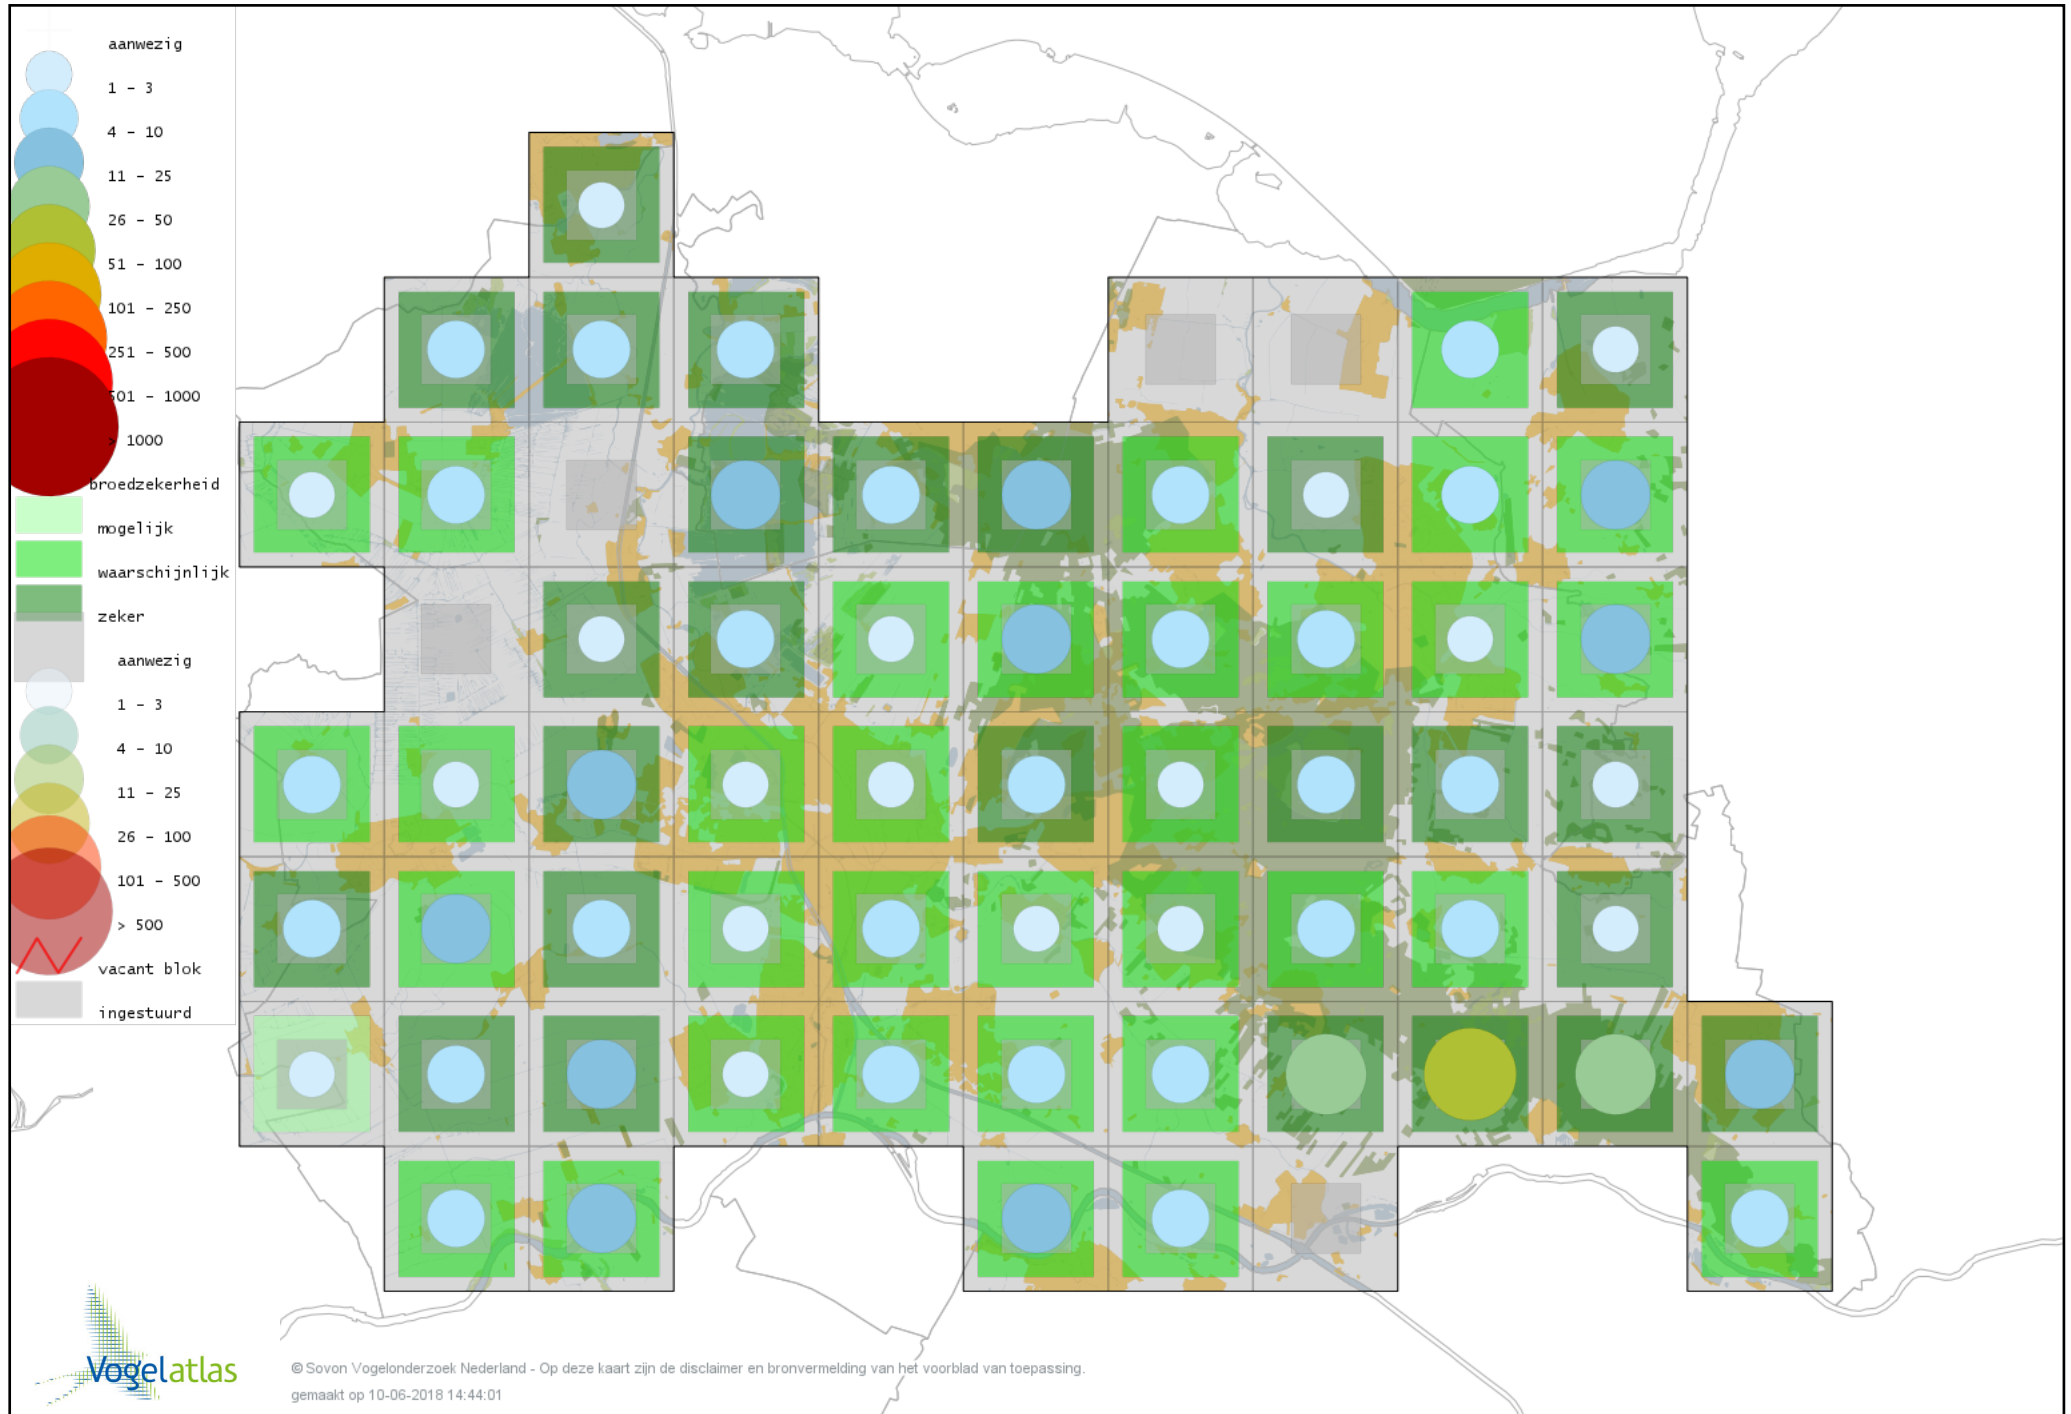 aanwezig
1 - 3
4 - 10
11 - 25
26 - 50
51 - 100
101 - 250
251 - 500
501 - 1000
> 1000
broedzekerheid
mogelijk
waarschijnlijk
zeker
aanwezig
1 - 3
4 - 10
11 - 25
26 - 100
101 - 500
> 500
vacant blok
ingestuurd
Vogelatlas
© Sovon Vogelonderzoek Nederland - Op deze kaart zijn de disclaimer en bronvermelding van het voorblad van toepassing.
gemaakt op 10-06-2018 14:44:01